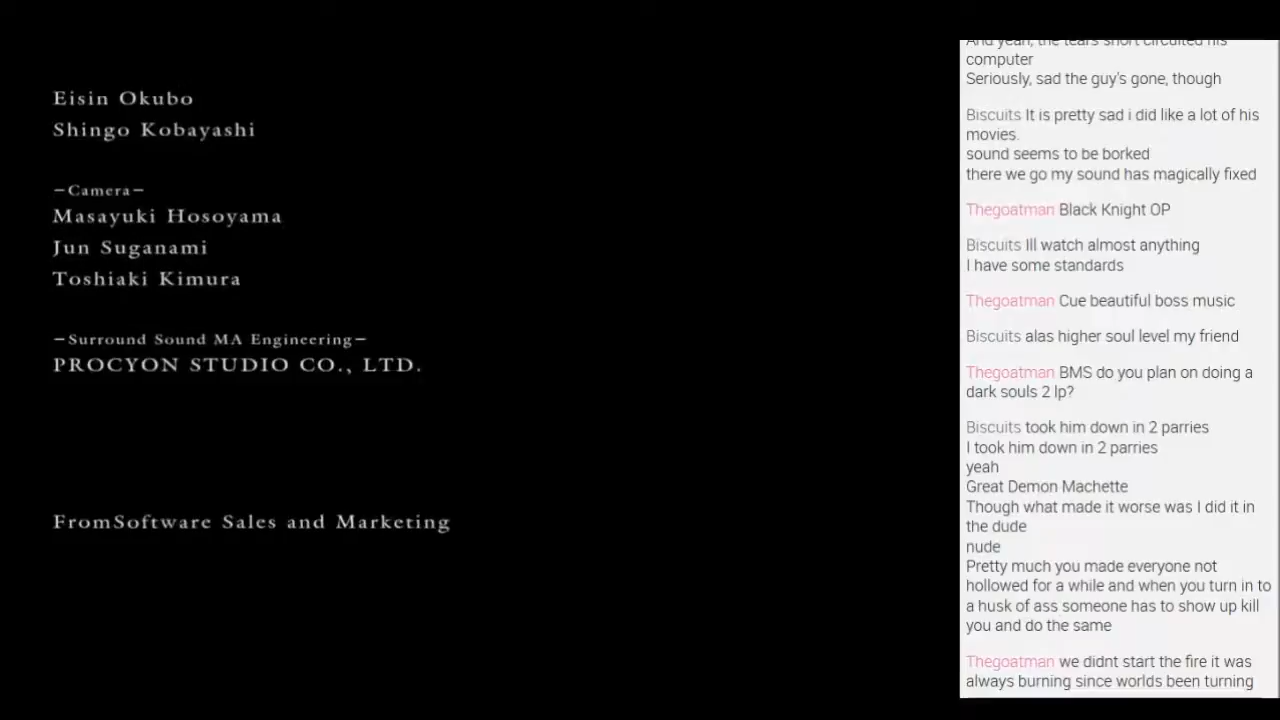 Eisin Okubo
Shingo Kobayashi
-Camera-
Masayuki Hosoyama
Jun Suganami
Toshiaki Kimura
-Surround Sound MA Engineering-
PROCYON STUDIO CO., LTD.
FromSoftware Sales and Marketing
And yeah, the tears short circuited his
computer
Seriously, sad the guy's gone, though
Biscuits It is pretty sad i did like a lot of his
movies.
sound seems to be borked
there we go my sound has magically fixed
Thegoatman Black Knight OP
Biscuits Ill watch almost anything
I have some standards
Thegoatman Cue beautiful boss music
Biscuits alas higher soul level my friend
Thegoatman BMS do you plan on doing a
dark souls 2 lp?
Biscuits took him down in 2 parries
I took him down in 2 parries
yeah
Great Demon Machette
Though what made it worse was I did it in
the dude
nude
Pretty much you made everyone not
hollowed for a while and when you turn in to
a husk of ass someone has to show up kill
you and do the same
Thegoatman we didnt start the fire it was
always burning since worlds been turning